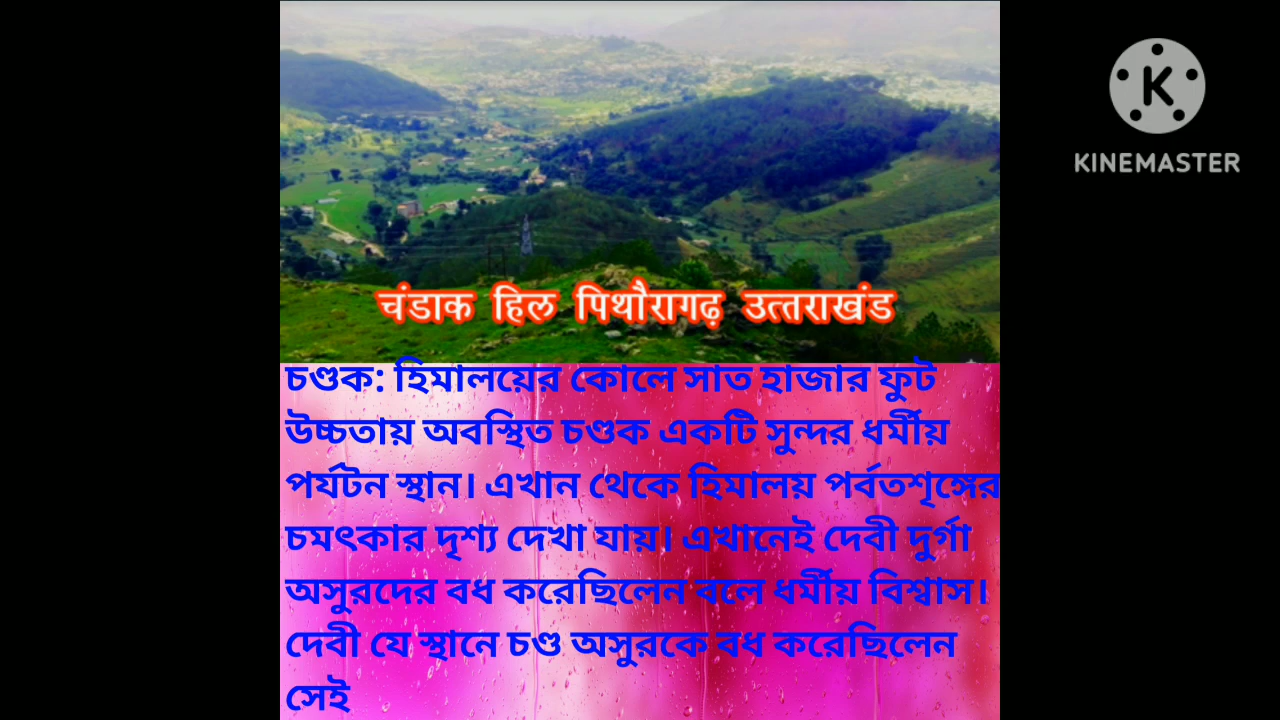 KINEMASTER
चंडाक हिल पिथौरागढ़ उत्तराखंड
চণ্ডক: হিমালয়ের কোলে সাত হাজার ফুট
উচ্চতায় অবস্থিত চণ্ডক একটি সুন্দর ধর্মীয়
পর্যটন স্থান। এখান থেকে হিমালয় পর্বতশৃঙ্গের
চমৎকার দৃশ্য দেখা যায়। এখানেই দেবী দুর্গা
অসুরদের বধ করেছিলেন বলে ধর্মীয় বিশ্বাস।
দেবী যে স্থানে চণ্ড অসুরকে বধ করেছিলেন
সেই